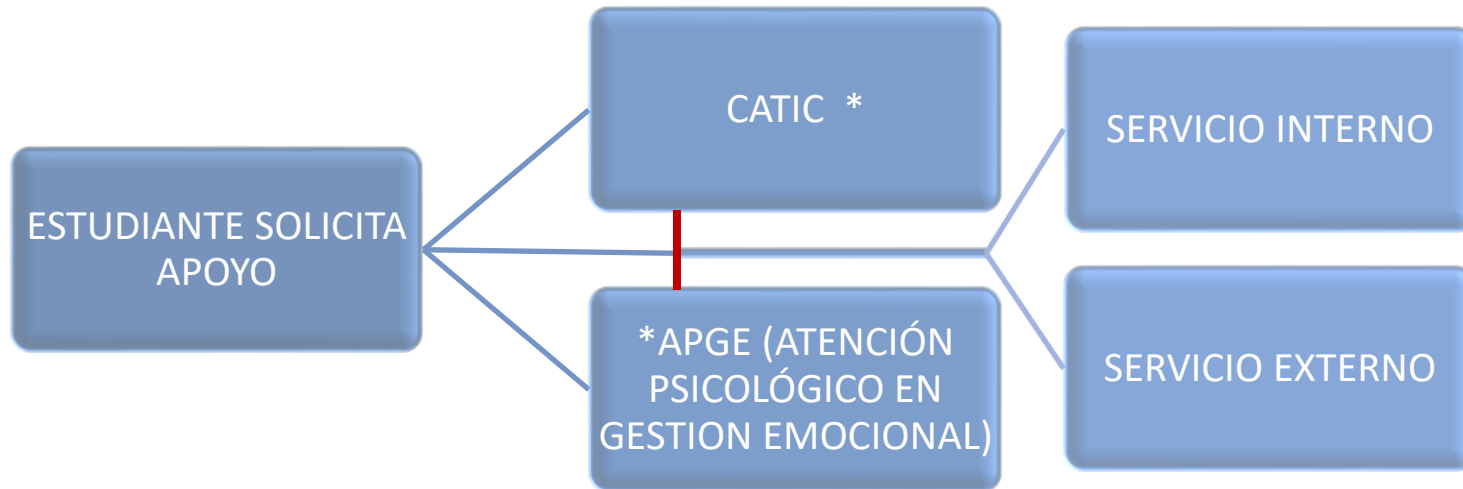 ESTUDIANTE SOLICITA
APOYO
CATIC *
*APGE (ATENCIÓN
PSICOLÓGICO EN
GESTION EMOCIONAL)
SERVICIO INTERNO
SERVICIO EXTERNO